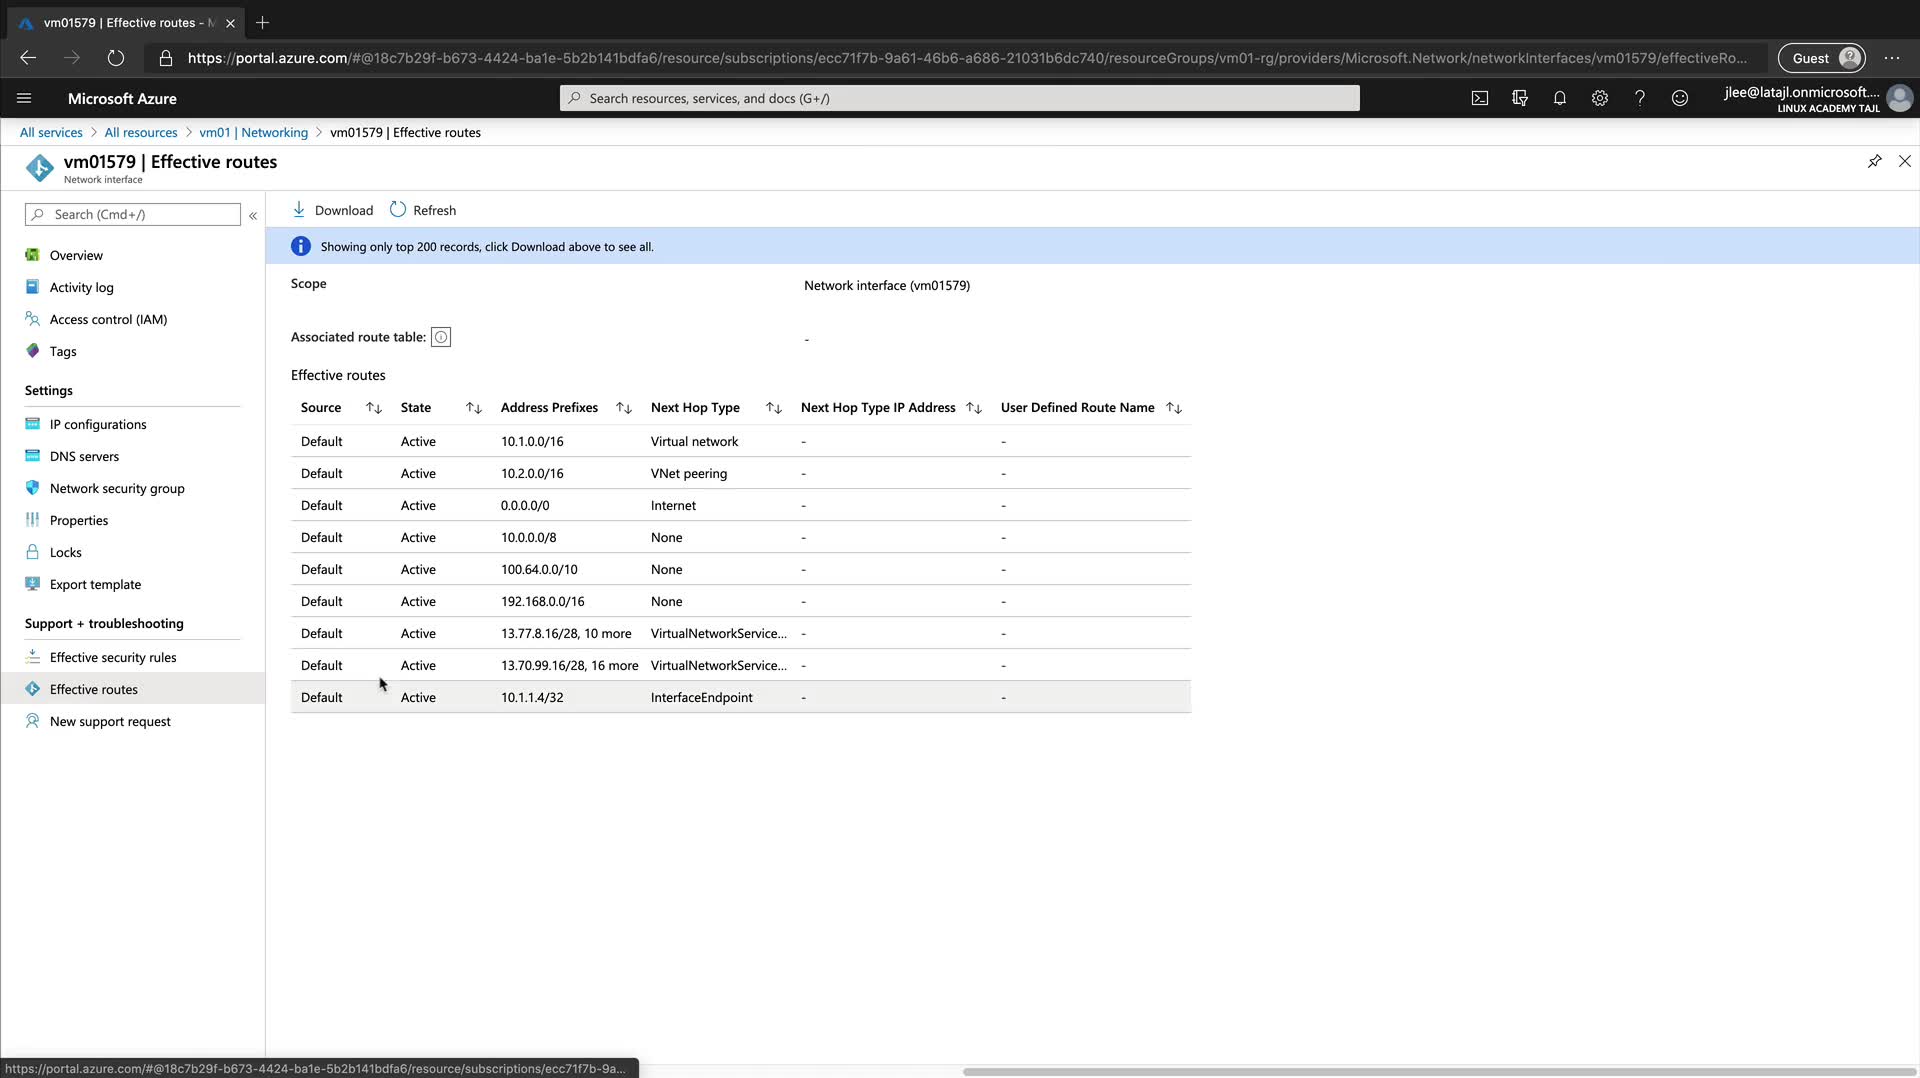 vm01579 | Effective routes - M
https://portal.azure.com/#@18c7b29f-b673-4424-ba1e-5b2b141bdfa6/resource/subscriptions/ecc71f7b-9a61-46b6-a686-21031b6dc740/resourceGroups/vm01-rg/providers/Microsoft.Network/networkInterfaces/vm01579/effectiveRo...
Guest
Microsoft Azure
Search resources, services, and docs (G+/)
jlee@latajl.onmicrosoft....
LINUX ACADEMY TAJL
All services > All resources > vm01 | Networking > vm01579 | Effective routes
vm01579 | Effective routes
Network interface
Search (Cmd+/)
«
Overview
Activity log
Access control (IAM)
Tags
Settings
IP configurations
DNS servers
Network security group
Properties
Locks
Export template
Support + troubleshooting
Effective security rules
Effective routes
New support request
Download Refresh
Showing only top 200 records, click Download above to see all.
Scope Network interface (vm01579)
Associated route table: -
Effective routes
Source State Address Prefixes Next Hop Type Next Hop Type IP Address User Defined Route Name
Default Active 10.1.0.0/16 Virtual network - -
Default Active 10.2.0.0/16 VNet peering - -
Default Active 0.0.0.0/0 Internet - -
Default Active 10.0.0.0/8 None - -
Default Active 100.64.0.0/10 None - -
Default Active 192.168.0.0/16 None - -
Default Active 13.77.8.16/28, 10 more VirtualNetworkService... - -
Default Active 13.70.99.16/28, 16 more VirtualNetworkService... - -
Default Active 10.1.1.4/32 InterfaceEndpoint - -
https://portal.azure.com/#@18c7b29f-b673-4424-ba1e-5b2b141bdfa6/resource/subscriptions/ecc71f7b-9a...